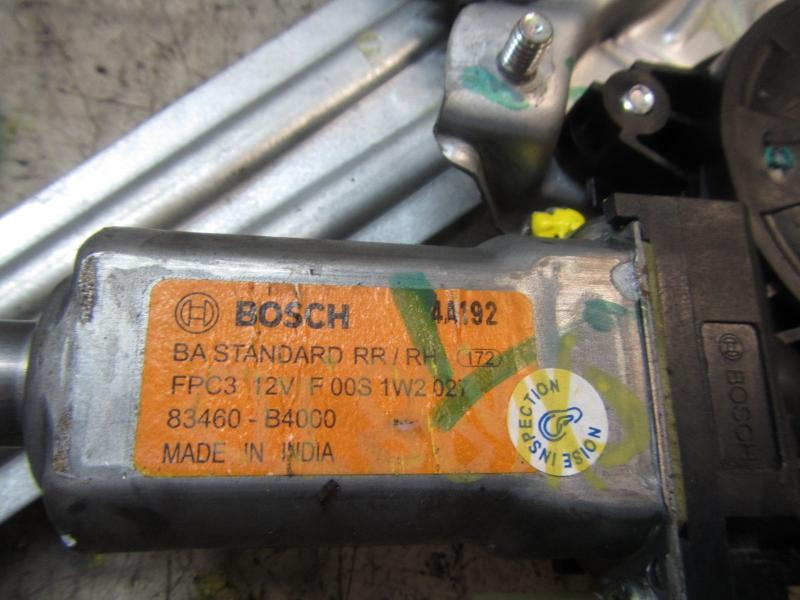 BOSCH 4A192
BA STANDARD RR / RH 172
FPC3 12V F 00S 1W2 027
83460 - B4000
MADE IN INDIA
NOISE INSPECTION
BOSCH